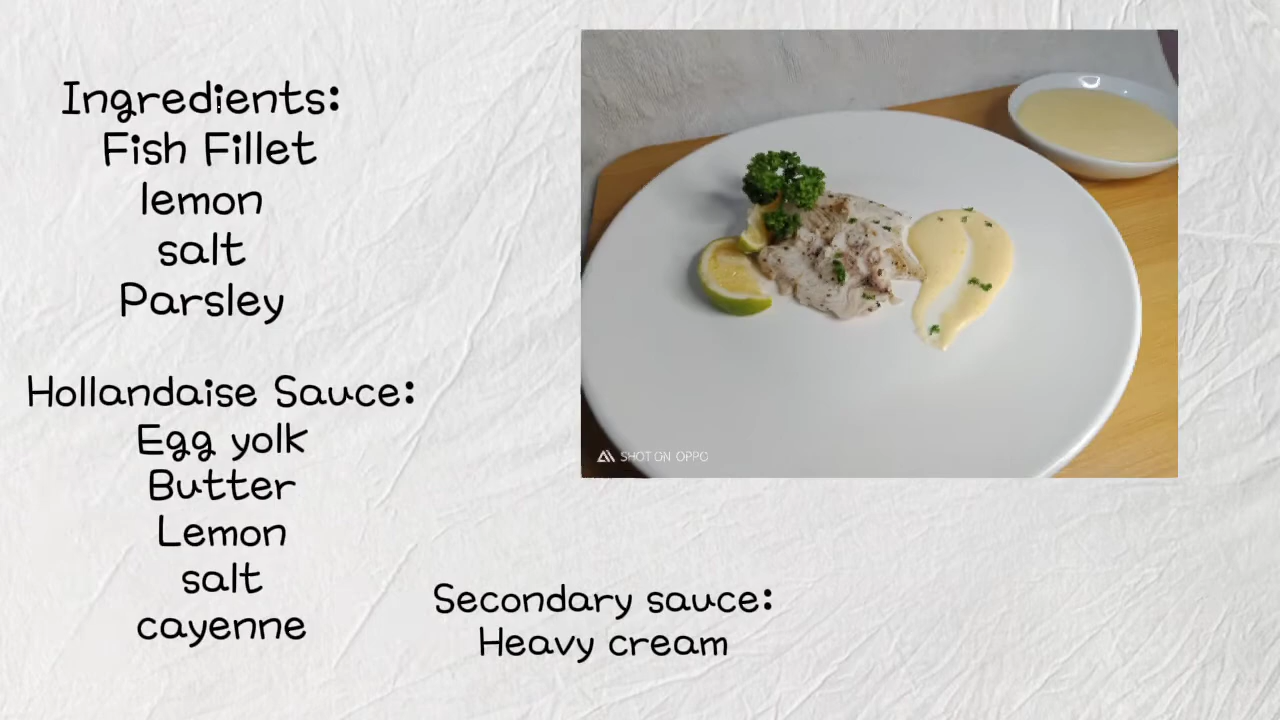 Ingredients:
Fish Fillet
lemon
salt
Parsley
Hollandaise Sauce:
Egg yolk
Butter
Lemon
salt
cayenne
Secondary sauce:
Heavy cream
SHOT ON OPPO